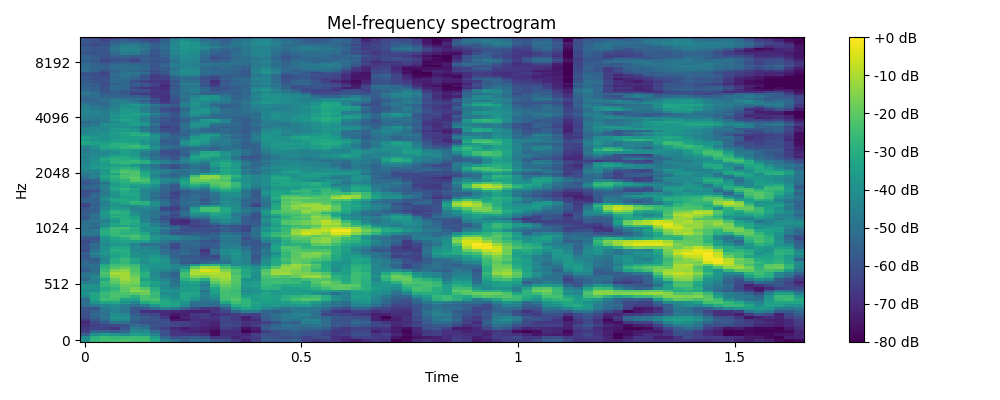 Mel-frequency spectrogram
8192
4096
2048
1024
512
0
Hz
0
0.5
1
1.5
Time
+0 dB
-10 dB
-20 dB
-30 dB
-40 dB
-50 dB
-60 dB
-70 dB
-80 dB